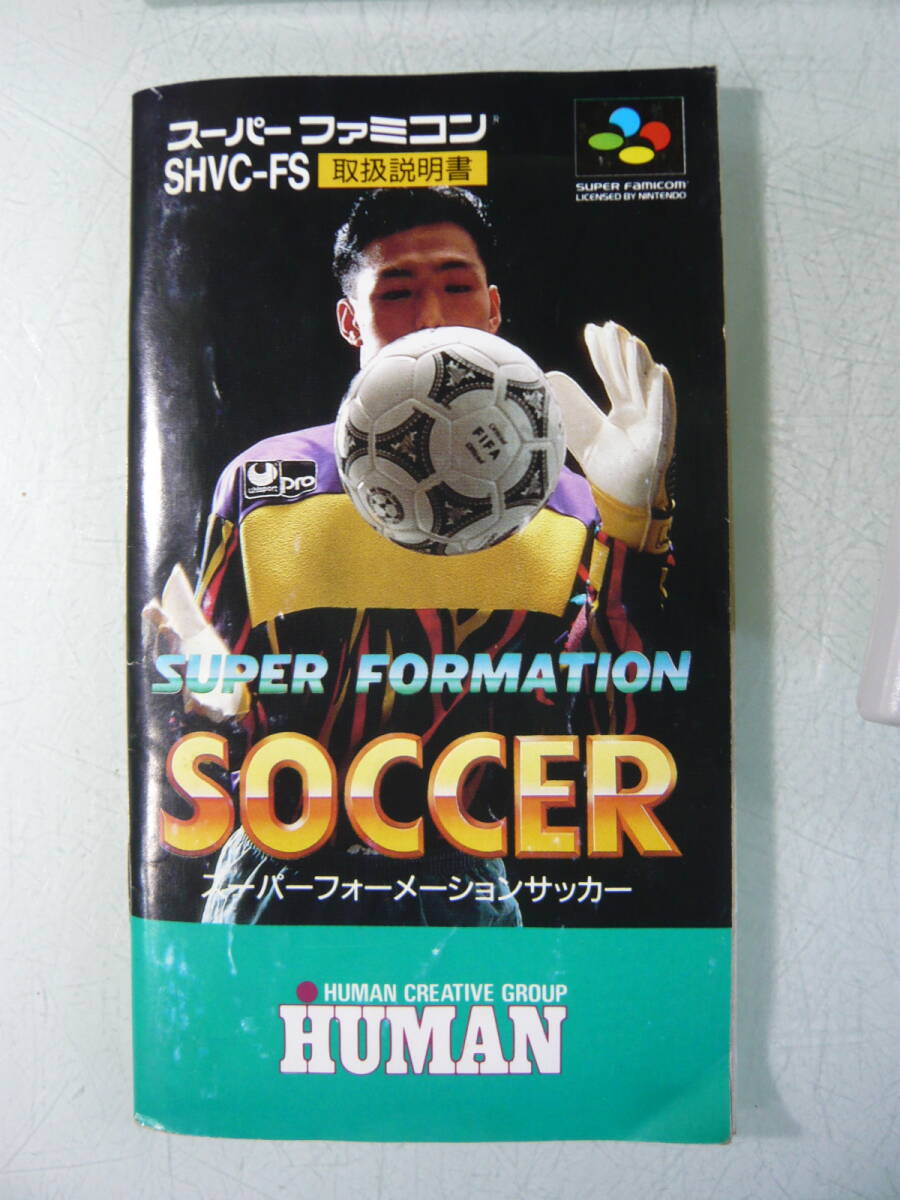 スーパーファミコン®
SHVC-FS 取扱説明書
SUPER FAMICOM
LICENSED BY NINTENDO
FIFA
uhlsport pro
SUPER FORMATION
SOCCER
スーパーフォーメーションサッカー
HUMAN CREATIVE GROUP
HUMAN